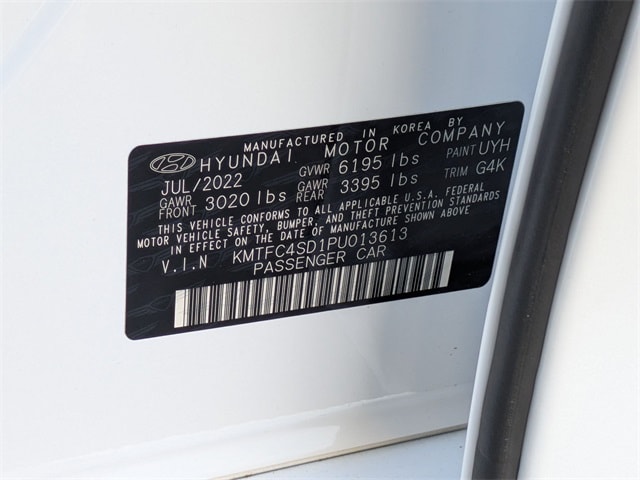 MANUFACTURED IN KOREA BY
HYUNDAI MOTOR COMPANY
JUL/2022 GVWR 6195 lbs PAINT UYH
GAWR FRONT 3020 lbs GAWR REAR 3395 lbs TRIM G4K
THIS VEHICLE CONFORMS TO ALL APPLICABLE U.S.A. FEDERAL
MOTOR VEHICLE SAFETY, BUMPER, AND THEFT PREVENTION STANDARDS
IN EFFECT ON THE DATE OF MANUFACTURE SHOWN ABOVE
V.I.N KMTFC4SD1PU013613
PASSENGER CAR